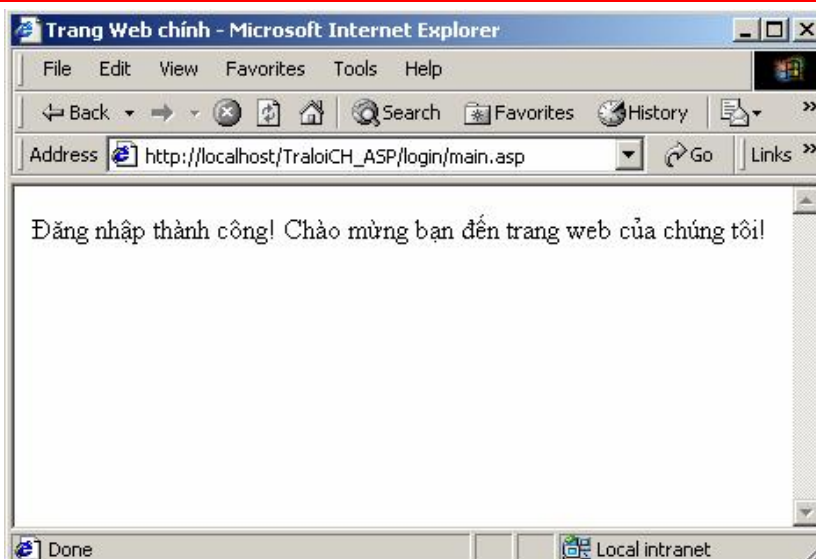 Trang Web chính - Microsoft Internet Explorer
File Edit View Favorites Tools Help
Back Search Favorites History »
Address http://localhost/TraloiCH_ASP/login/main.asp Go Links »
Đăng nhập thành công! Chào mừng bạn đến trang web của chúng tôi!
Done Local intranet